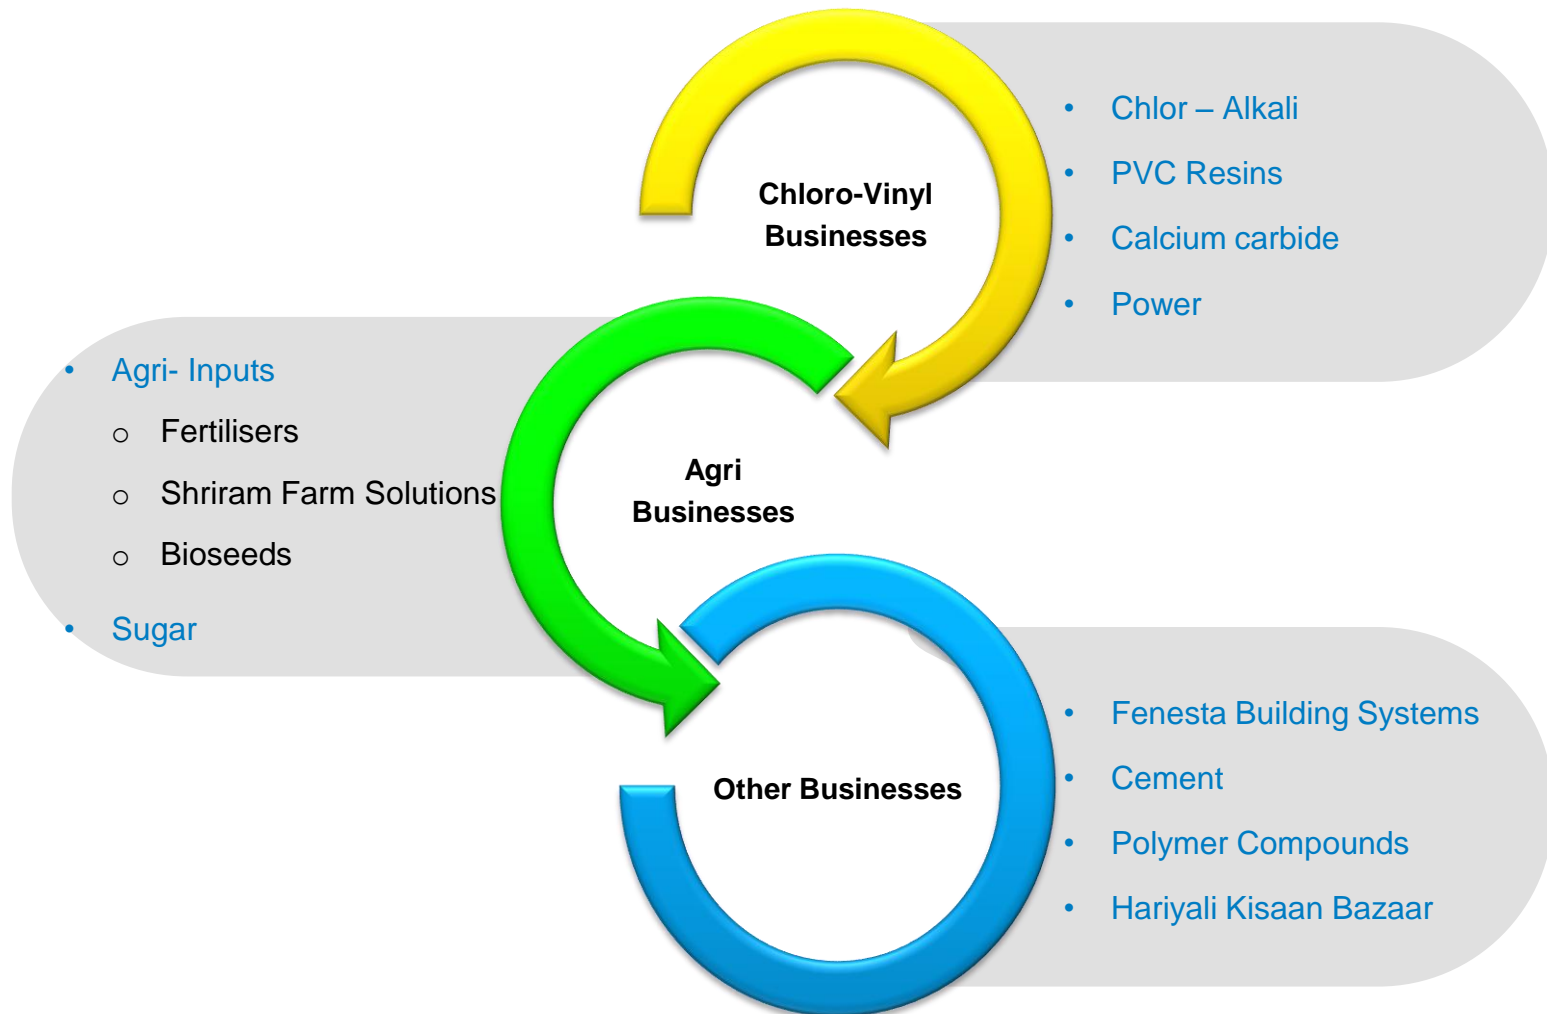 Chloro-Vinyl
Businesses
• Chlor – Alkali
• PVC Resins
• Calcium carbide
• Power
Agri
Businesses
• Agri- Inputs
o Fertilisers
o Shriram Farm Solutions
o Bioseeds
• Sugar
Other Businesses
• Fenesta Building Systems
• Cement
• Polymer Compounds
• Hariyali Kisaan Bazaar